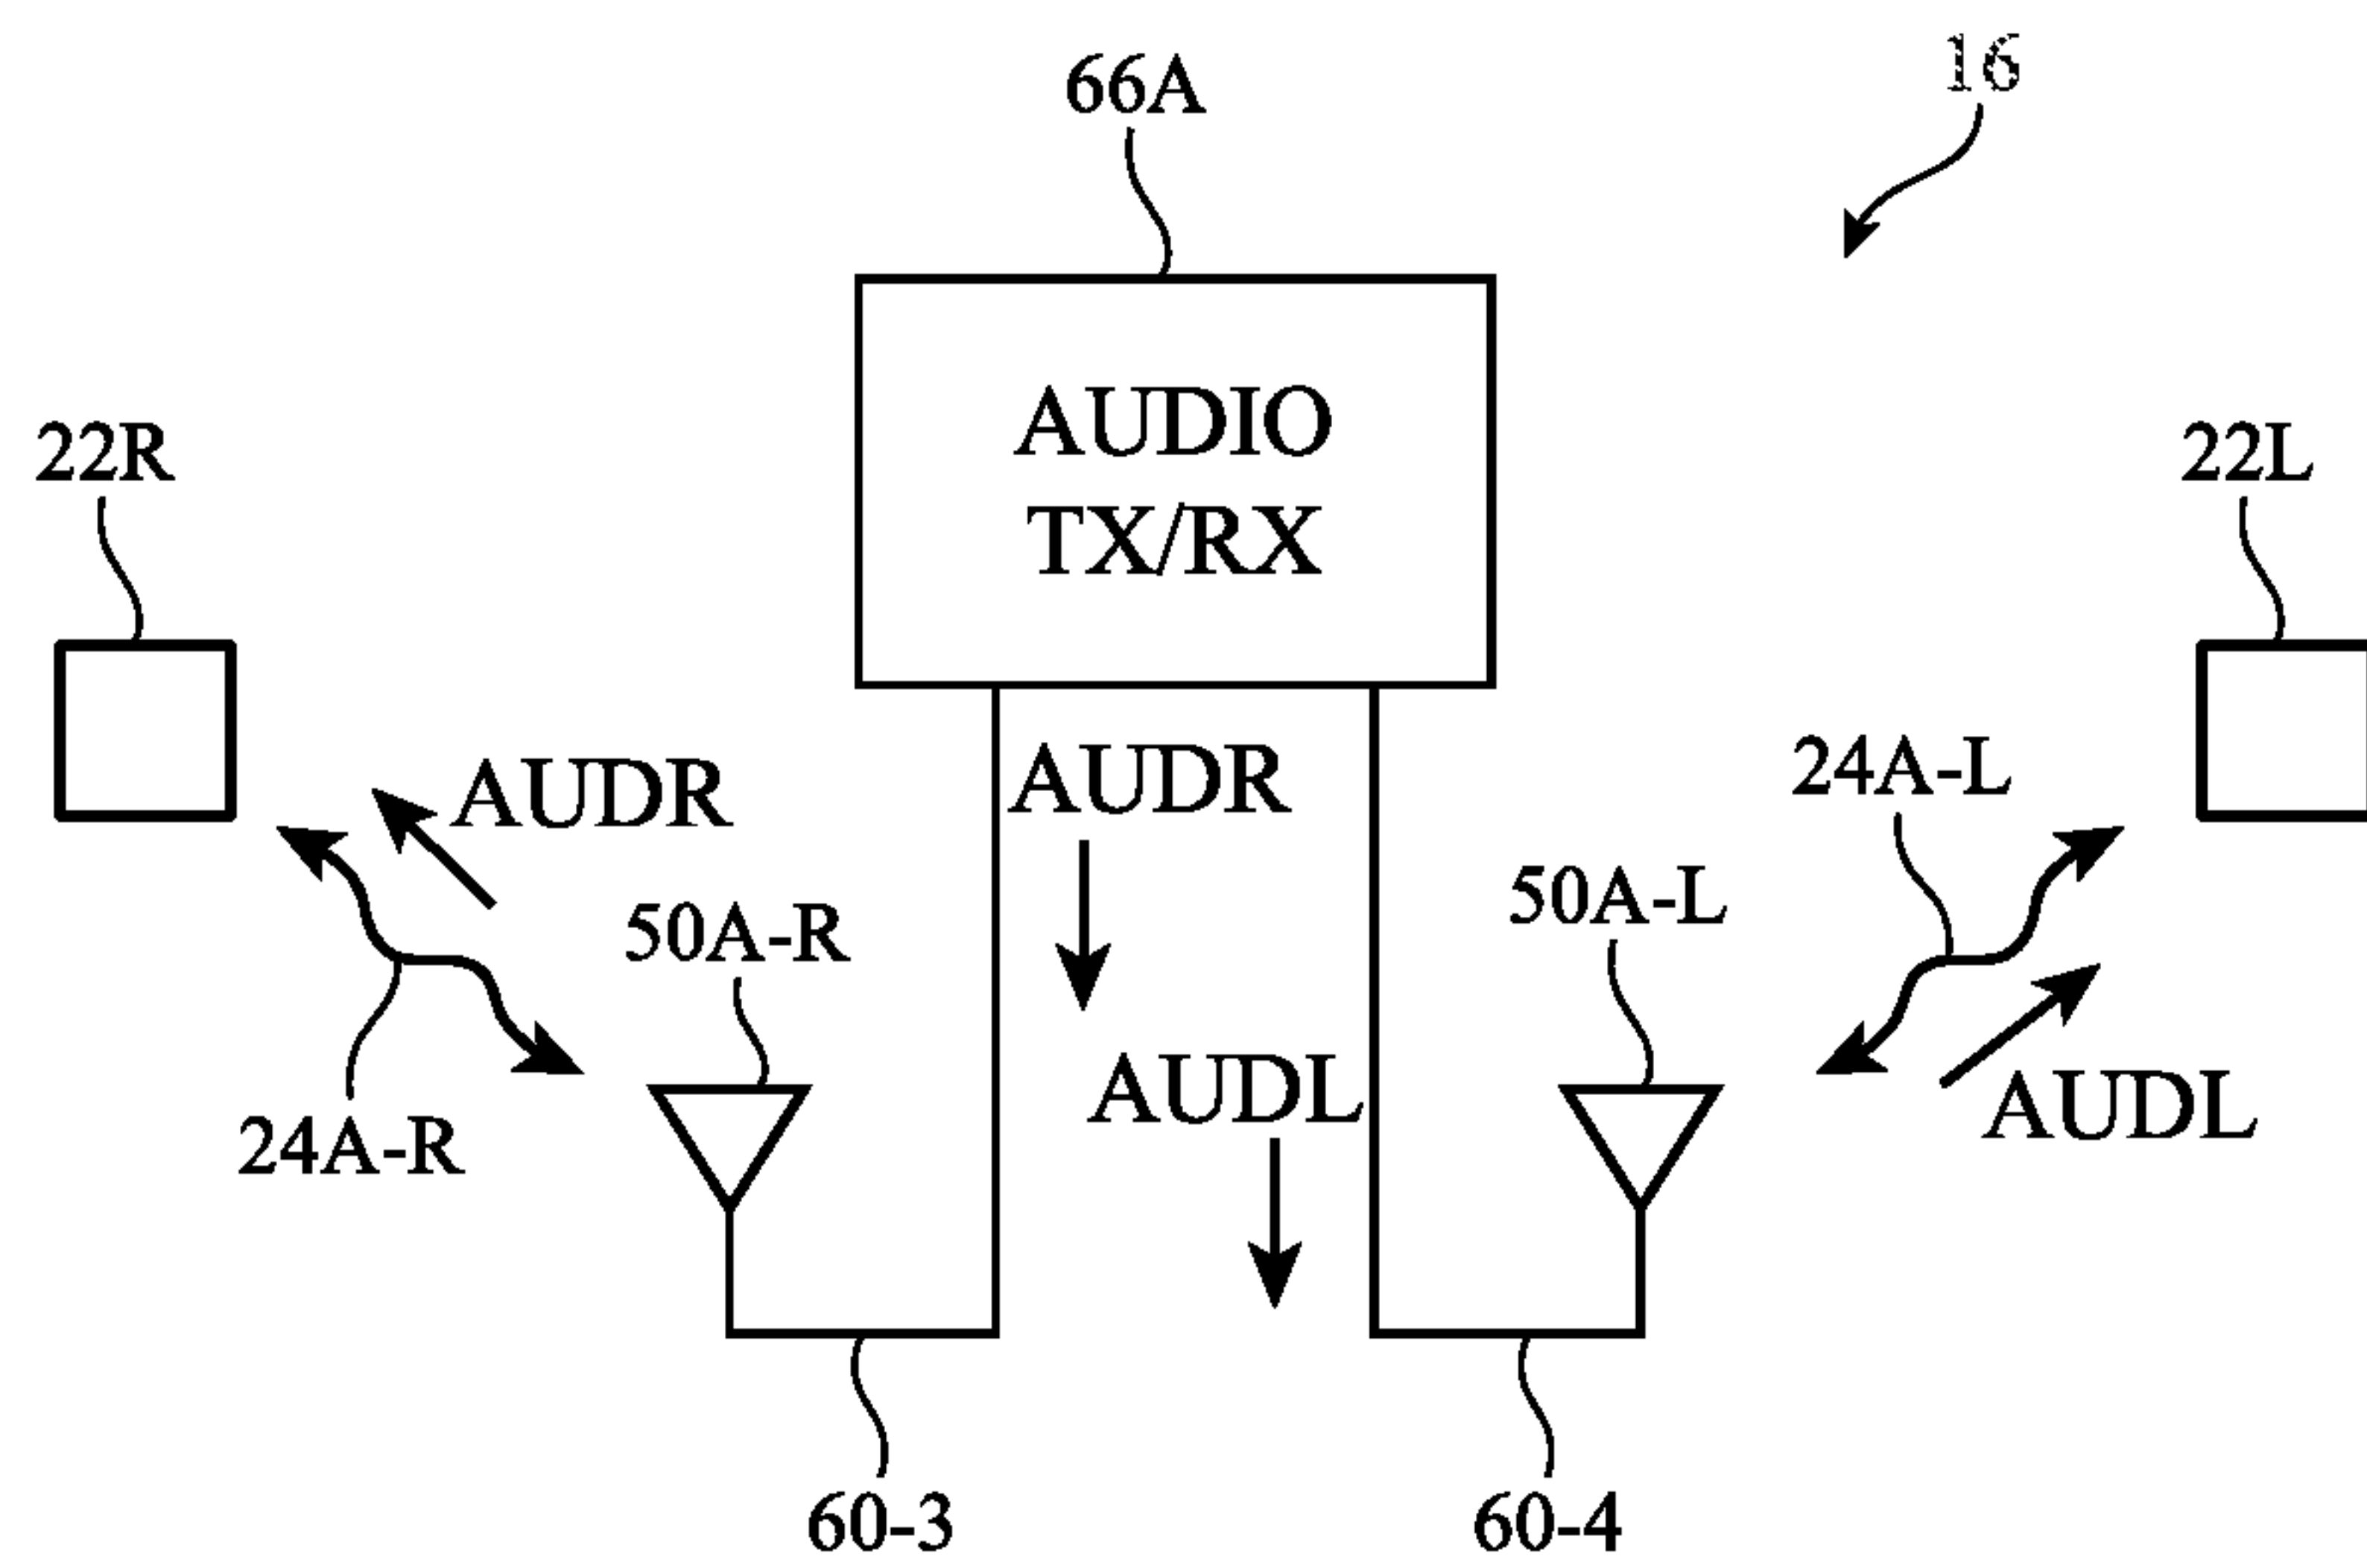 16
66A
AUDIO
TX/RX
22R
22L
AUDR
AUDR
24A-L
50A-R
50A-L
AUDL
AUDL
24A-R
60-3
60-4